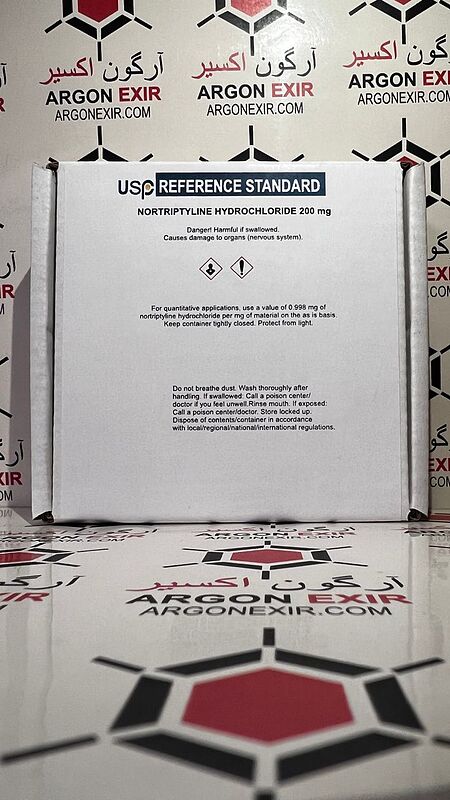 آرگون اکسیر
ARGON EXIR
ARGONEXIR.COM
آرگون اکسیر
ARGON EXIR
ARGONEXIR.COM
آرگون اکسیر
ARGON EXIR
ARGONEXIR.COM
usp REFERENCE STANDARD
NORTRIPTYLINE HYDROCHLORIDE 200 mg
Danger! Harmful if swallowed.
Causes damage to organs (nervous system).
For quantitative applications, use a value of 0.998 mg of
nortriptyline hydrochloride per mg of material on the as is basis.
Keep container tightly closed. Protect from light.
Do not breathe dust. Wash thoroughly after
handling. If swallowed: Call a poison center/
doctor if you feel unwell.Rinse mouth. If exposed:
Call a poison center/doctor. Store locked up.
Dispose of contents/container in accordance
with local/regional/national/international regulations.
آرگون اکسیر
ARGON EXIR
ARGONEXIR.COM